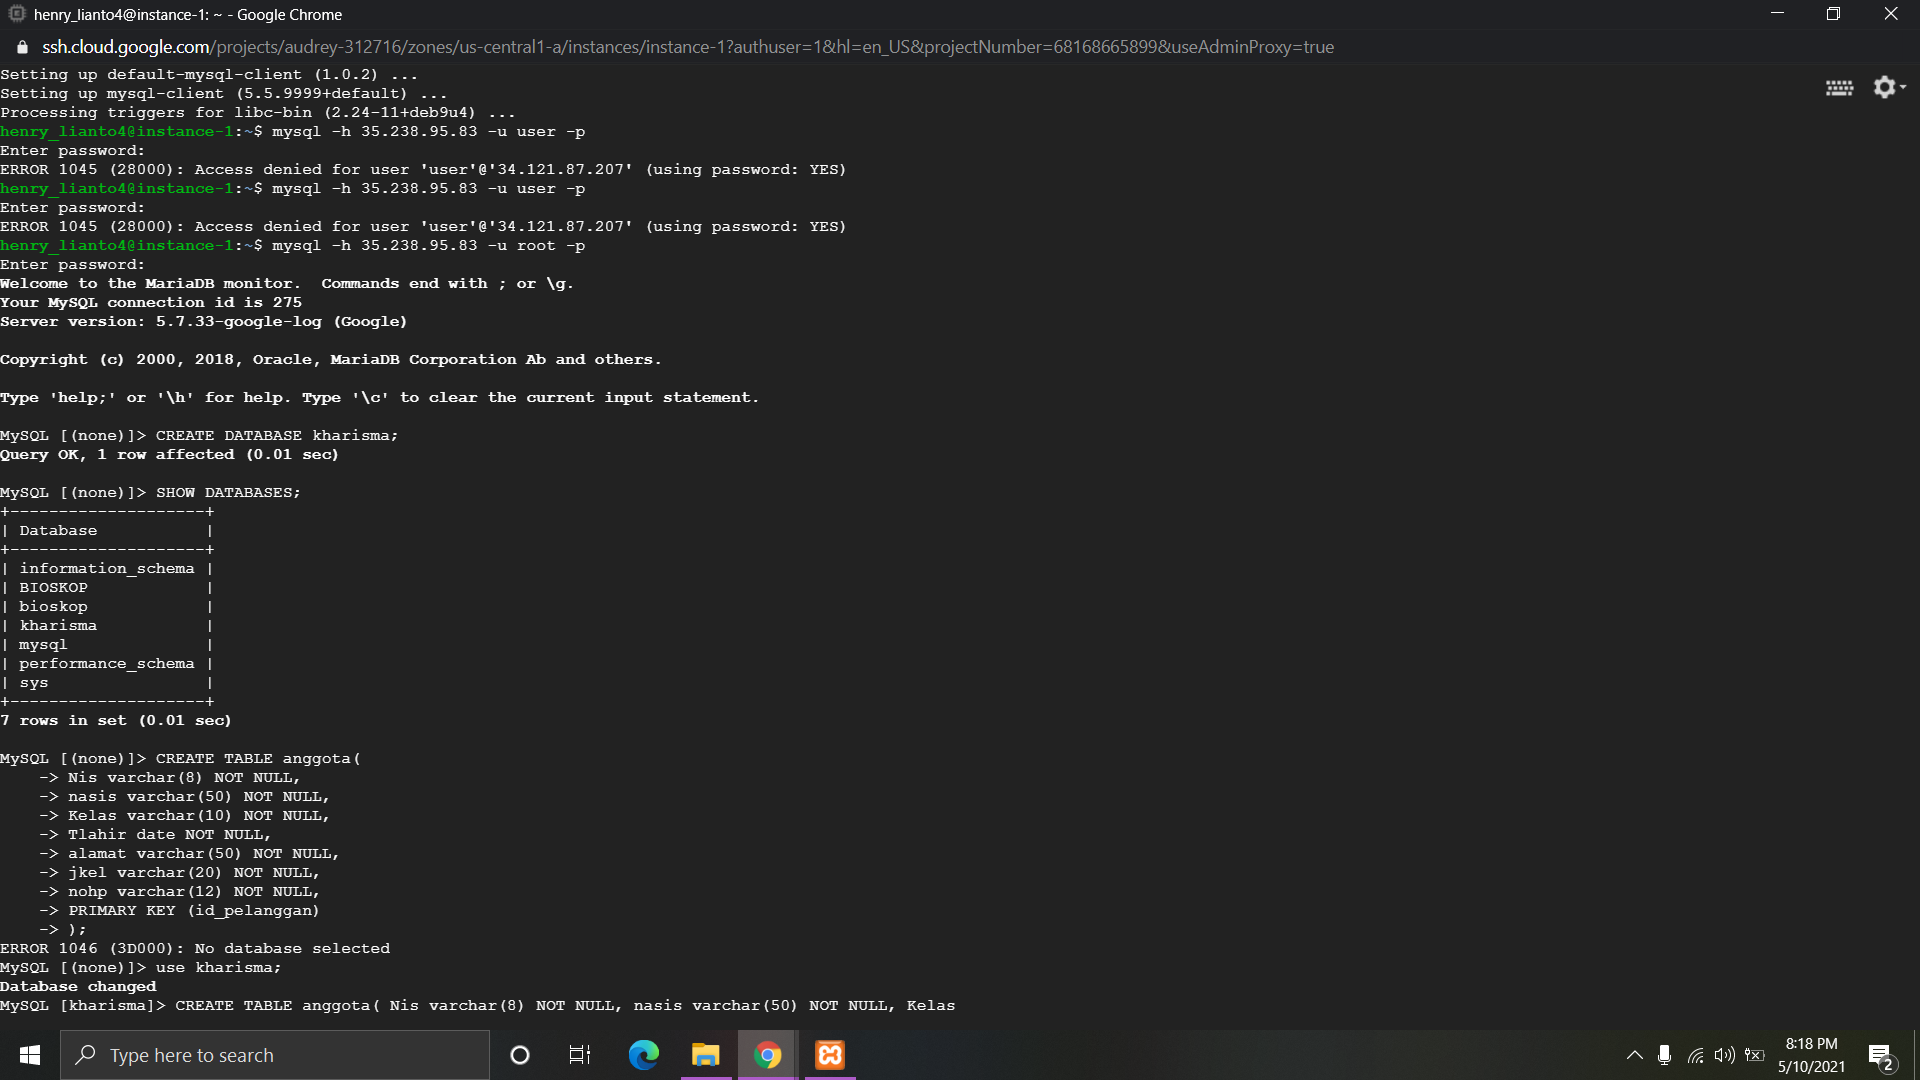 henry_lianto4@instance-1: ~ - Google Chrome
ssh.cloud.google.com/projects/audrey-312716/zones/us-central1-a/instances/instance-1?authuser=1&hl=en_US&projectNumber=68168665899&useAdminProxy=true
Setting up default-mysql-client (1.0.2) ...
Setting up mysql-client (5.5.9999+default) ...
Processing triggers for libc-bin (2.24-11+deb9u4) ...
henry_lianto4@instance-1:~$ mysql -h 35.238.95.83 -u user -p
Enter password:
ERROR 1045 (28000): Access denied for user 'user'@'34.121.87.207' (using password: YES)
henry_lianto4@instance-1:~$ mysql -h 35.238.95.83 -u user -p
Enter password:
ERROR 1045 (28000): Access denied for user 'user'@'34.121.87.207' (using password: YES)
henry_lianto4@instance-1:~$ mysql -h 35.238.95.83 -u root -p
Enter password:
Welcome to the MariaDB monitor.  Commands end with ; or \g.
Your MySQL connection id is 275
Server version: 5.7.33-google-log (Google)
Copyright (c) 2000, 2018, Oracle, MariaDB Corporation Ab and others.
Type 'help;' or '\h' for help. Type '\c' to clear the current input statement.
MySQL [(none)]> CREATE DATABASE kharisma;
Query OK, 1 row affected (0.01 sec)
MySQL [(none)]> SHOW DATABASES;
+--------------------+
| Database           |
+--------------------+
| information_schema |
| BIOSKOP            |
| bioskop            |
| kharisma           |
| mysql              |
| performance_schema |
| sys                |
+--------------------+
7 rows in set (0.01 sec)
MySQL [(none)]> CREATE TABLE anggota(
    -> Nis varchar(8) NOT NULL,
    -> nasis varchar(50) NOT NULL,
    -> Kelas varchar(10) NOT NULL,
    -> Tlahir date NOT NULL,
    -> alamat varchar(50) NOT NULL,
    -> jkel varchar(20) NOT NULL,
    -> nohp varchar(12) NOT NULL,
    -> PRIMARY KEY (id_pelanggan)
    -> );
ERROR 1046 (3D000): No database selected
MySQL [(none)]> use kharisma;
Database changed
MySQL [kharisma]> CREATE TABLE anggota( Nis varchar(8) NOT NULL, nasis varchar(50) NOT NULL, Kelas
Type here to search
8:18 PM
5/10/2021
2